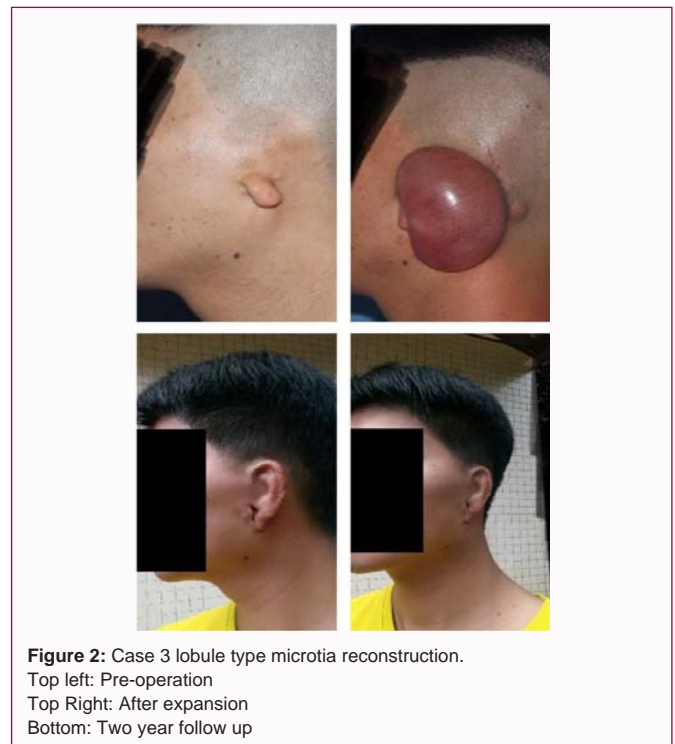 Figure 2: Case 3 lobule type microtia reconstruction.
Top left: Pre-operation
Top Right: After expansion
Bottom: Two year follow up